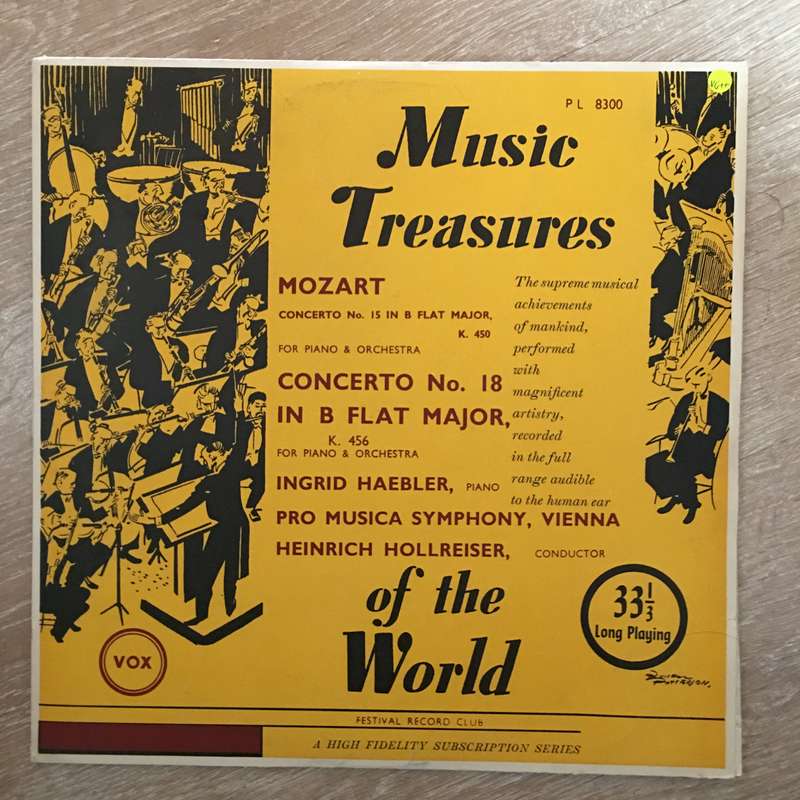 PL 8300
Music
Treasures
MOZART
CONCERTO No. 15 IN B FLAT MAJOR,
K. 450
FOR PIANO & ORCHESTRA
CONCERTO No. 18
IN B FLAT MAJOR,
K. 456
FOR PIANO & ORCHESTRA
INGRID HAEBLER, PIANO
PRO MUSICA SYMPHONY, VIENNA
HEINRICH HOLLREISER, CONDUCTOR
The supreme musical
achievements
of mankind,
performed
with
magnificent
artistry,
recorded
in the full
range audible
to the human ear
of the
World
33 1/3
Long Playing
VOX
FESTIVAL RECORD CLUB
A HIGH FIDELITY SUBSCRIPTION SERIES